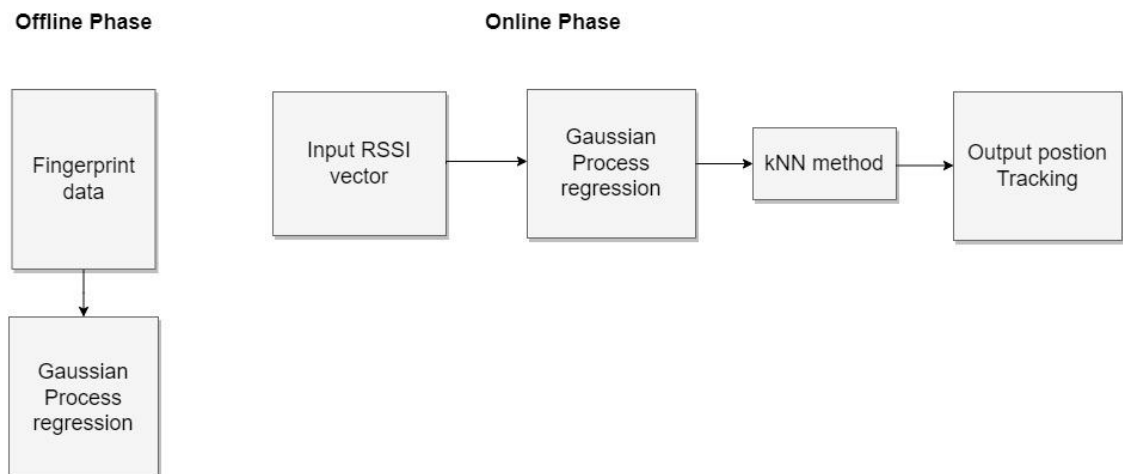 Offline Phase
Online Phase
Fingerprint
data
Gaussian
Process
regression
Input RSSI
vector
Gaussian
Process
regression
kNN method
Output postion
Tracking